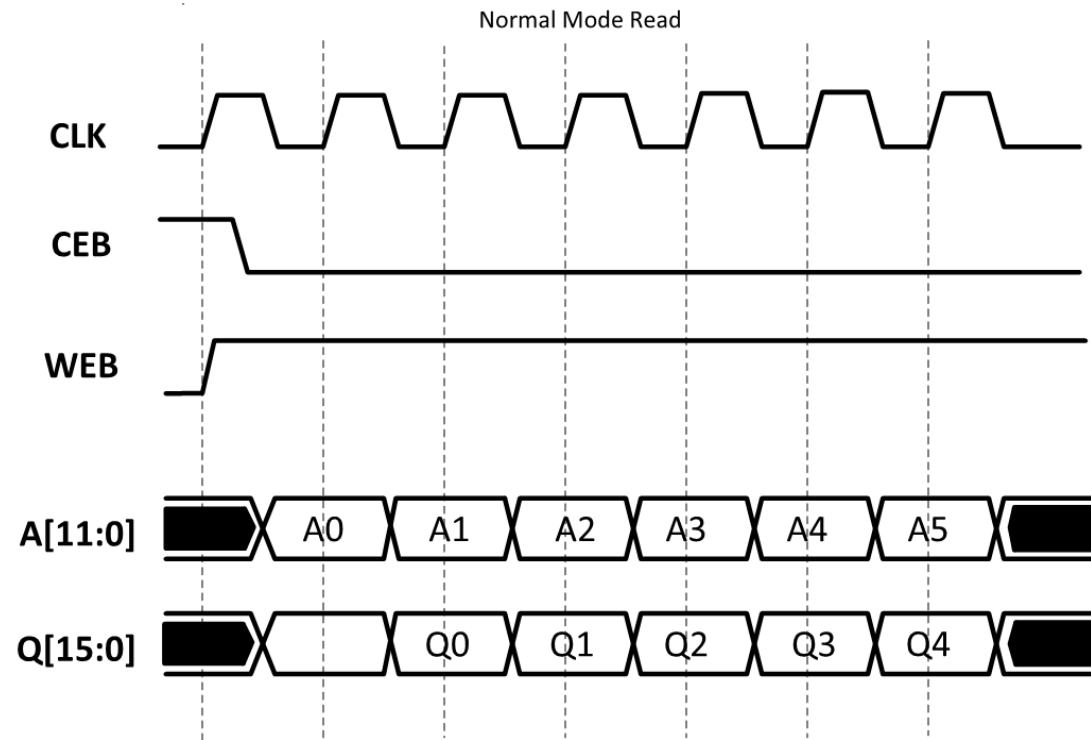 Normal Mode Read
CLK
CEB
WEB
A[11:0] A0 A1 A2 A3 A4 A5
Q[15:0] Q0 Q1 Q2 Q3 Q4